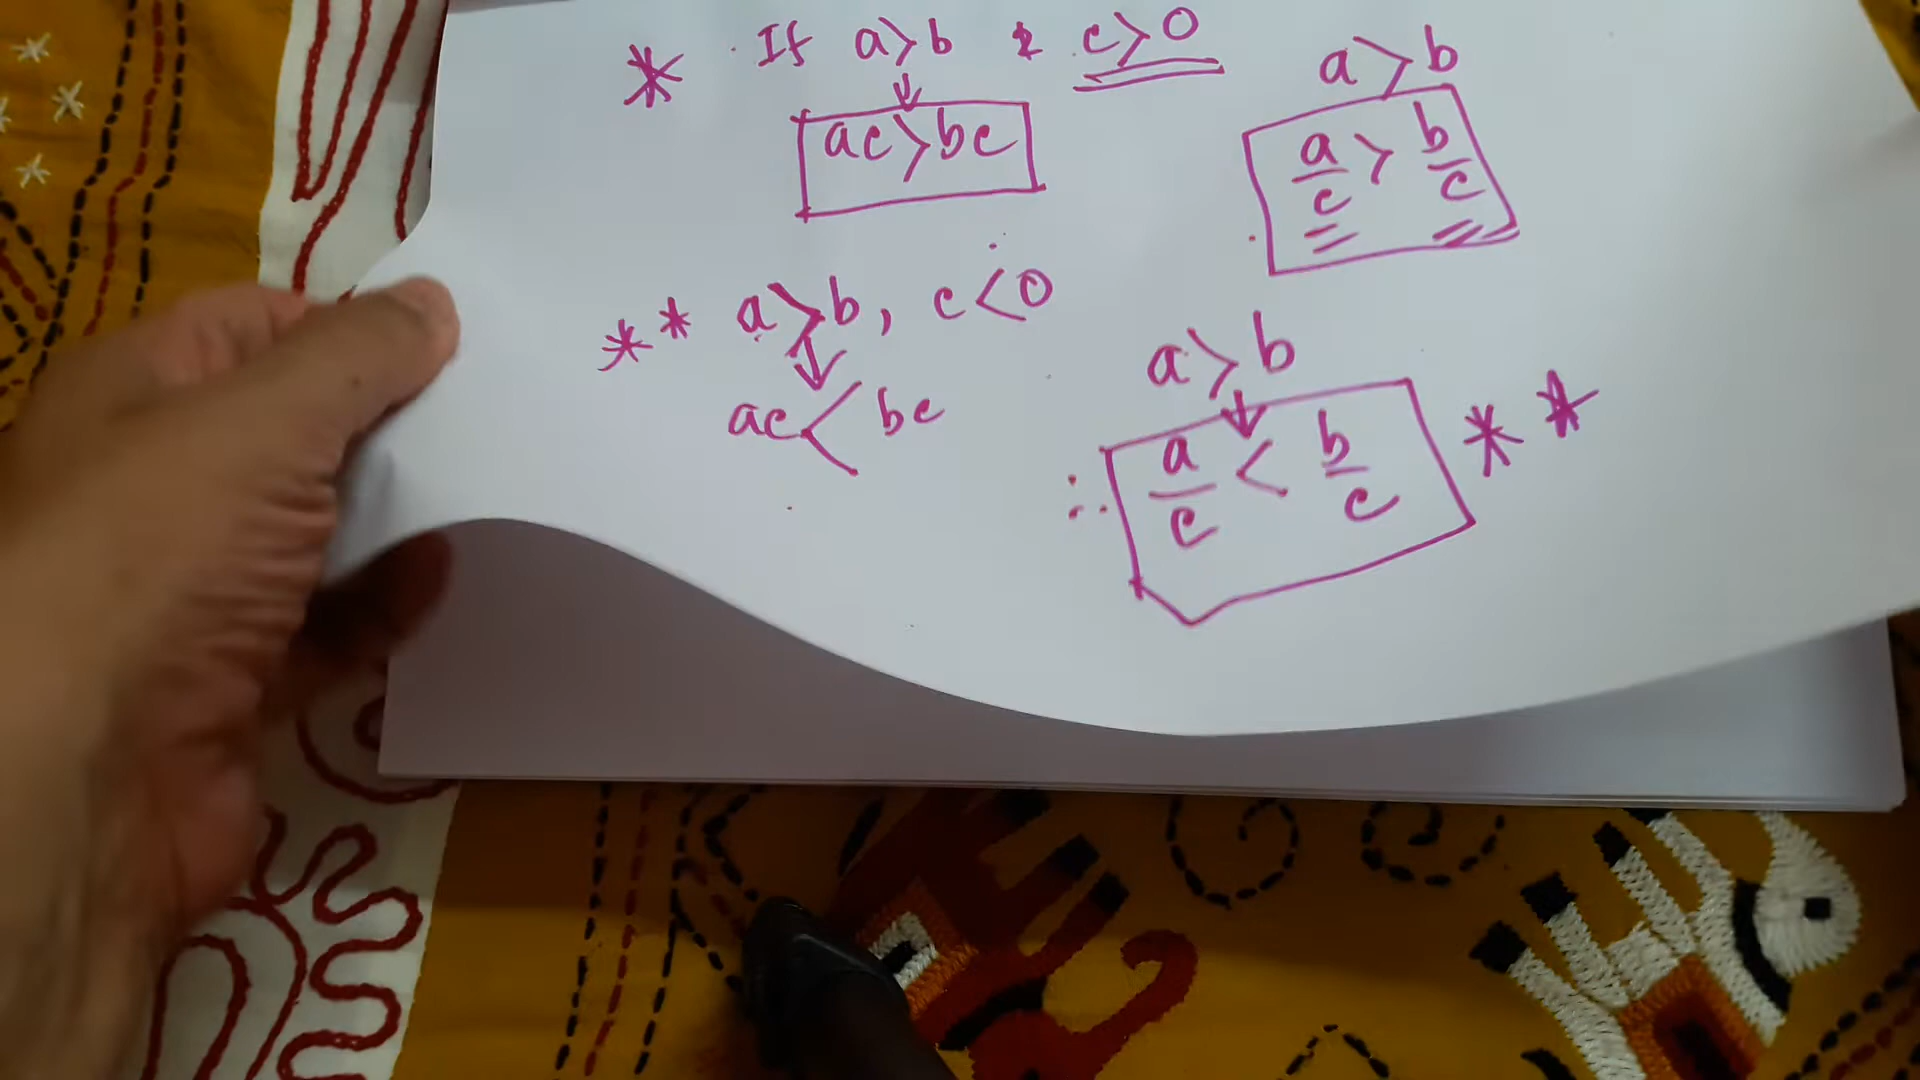 * If a>b & c>0
ac>bc
a>b
a/c > b/c
** a>b, c<0
ac < bc
a>b
∴ a/c < b/c **